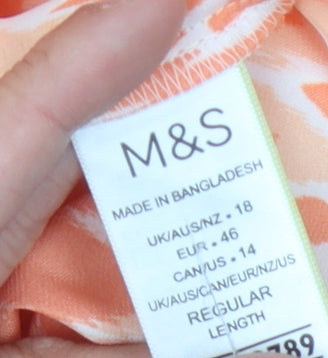 M&S
MADE IN BANGLADESH
UK/AUS/NZ • 18
EUR • 46
CAN/US • 14
UK/AUS/CAN/EUR/NZ/US
REGULAR
LENGTH
789